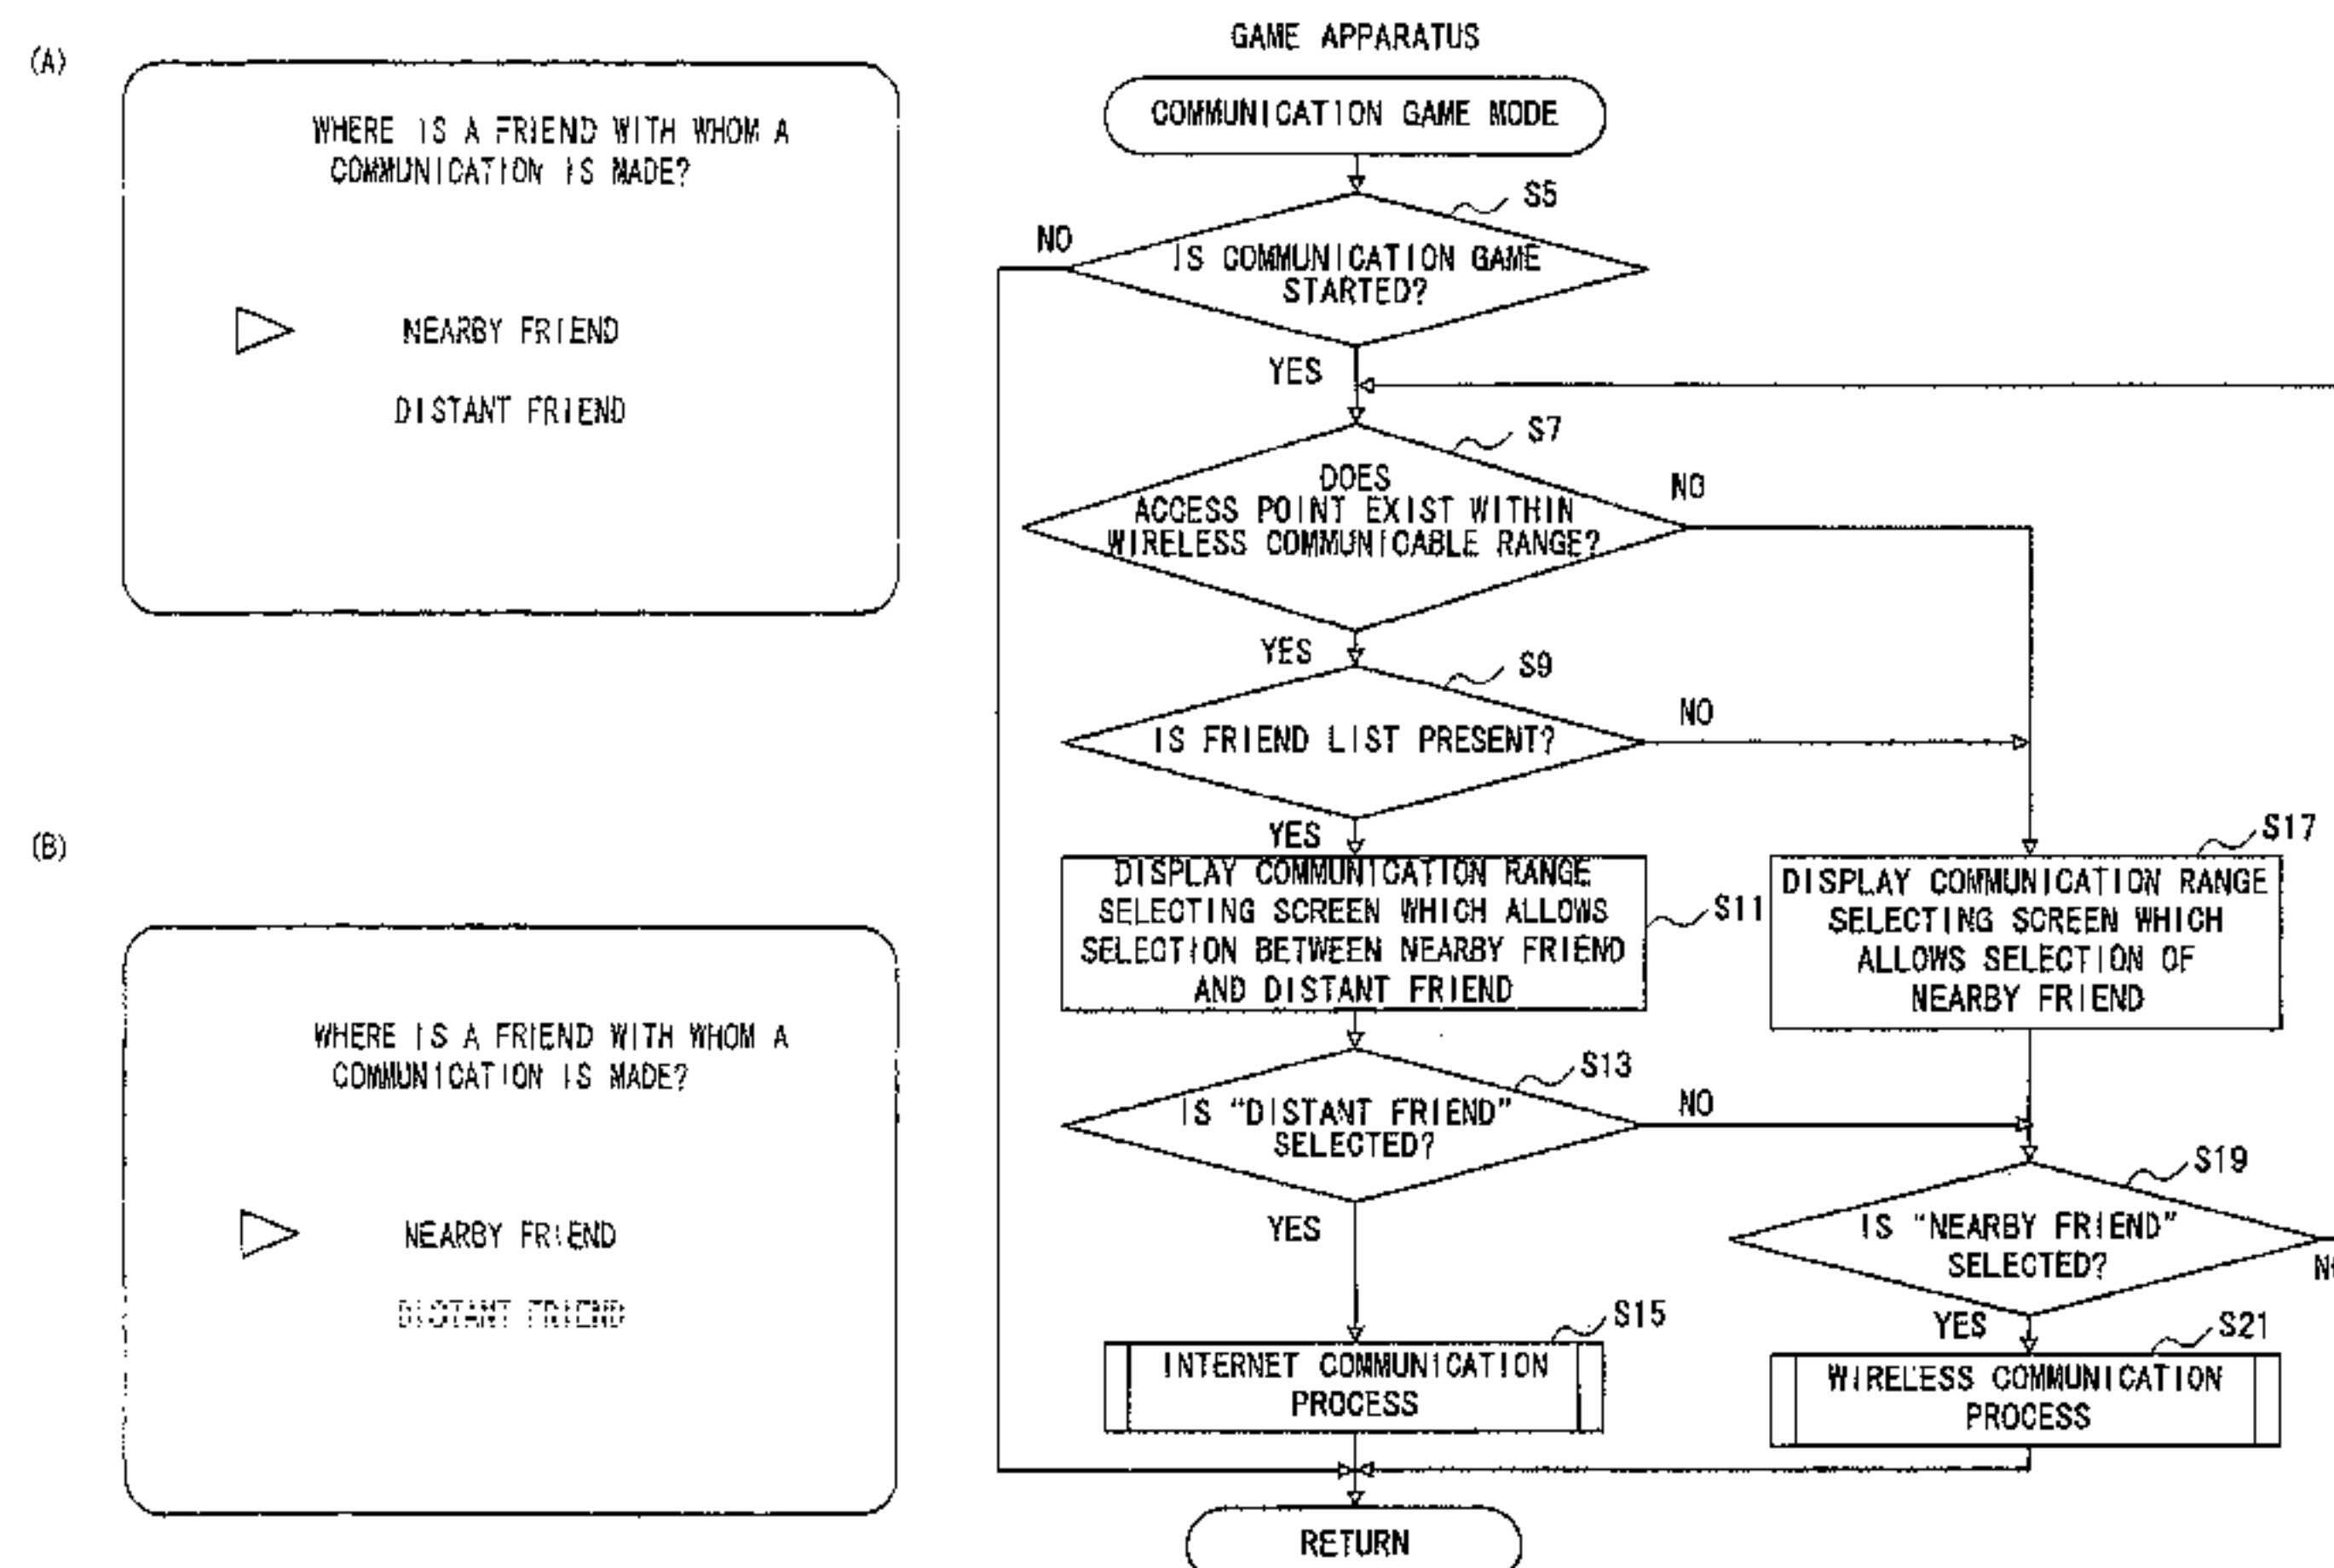 (A)
WHERE IS A FRIEND WITH WHOM A
COMMUNICATION IS MADE?
NEARBY FRIEND
DISTANT FRIEND
(B)
WHERE IS A FRIEND WITH WHOM A
COMMUNICATION IS MADE?
NEARBY FRIEND
DISTANT FRIEND
GAME APPARATUS
COMMUNICATION GAME MODE
S5
NO
IS COMMUNICATION GAME
STARTED?
YES
S7
DOES
ACCESS POINT EXIST WITHIN
WIRELESS COMMUNICABLE RANGE?
NO
YES
S9
IS FRIEND LIST PRESENT?
NO
YES
DISPLAY COMMUNICATION RANGE
SELECTING SCREEN WHICH ALLOWS
SELECTION BETWEEN NEARBY FRIEND
AND DISTANT FRIEND
S11
S17
DISPLAY COMMUNICATION RANGE
SELECTING SCREEN WHICH
ALLOWS SELECTION OF
NEARBY FRIEND
S13
IS "DISTANT FRIEND"
SELECTED?
NO
YES
S19
IS "NEARBY FRIEND"
SELECTED?
YES
S15
INTERNET COMMUNICATION
PROCESS
S21
WIRELESS COMMUNICATION
PROCESS
RETURN